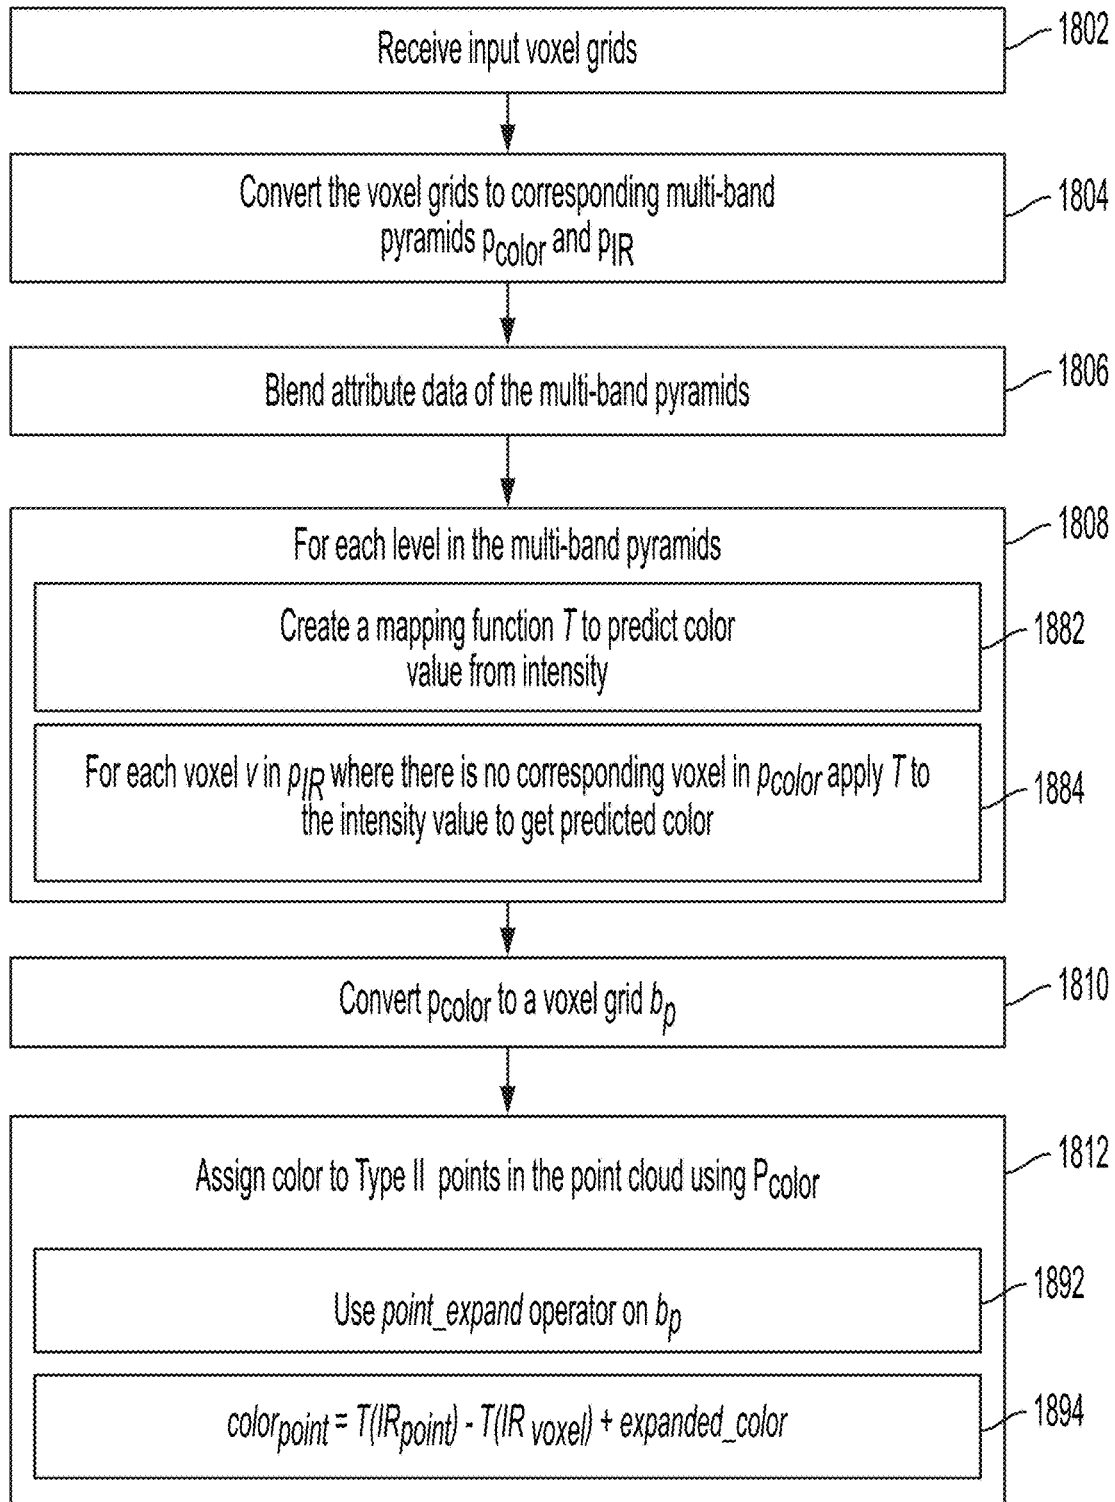 Receive input voxel grids
1802
Convert the voxel grids to corresponding multi-band
pyramids pcolor and pIR
1804
Blend attribute data of the multi-band pyramids
1806
For each level in the multi-band pyramids
1808
Create a mapping function T to predict color
value from intensity
1882
For each voxel v in pIR where there is no corresponding voxel in pcolor apply T to
the intensity value to get predicted color
1884
Convert pcolor to a voxel grid bp
1810
Assign color to Type II points in the point cloud using Pcolor
1812
Use point_expand operator on bp
1892
colorpoint = T(IRpoint) - T(IR voxel) + expanded_color
1894